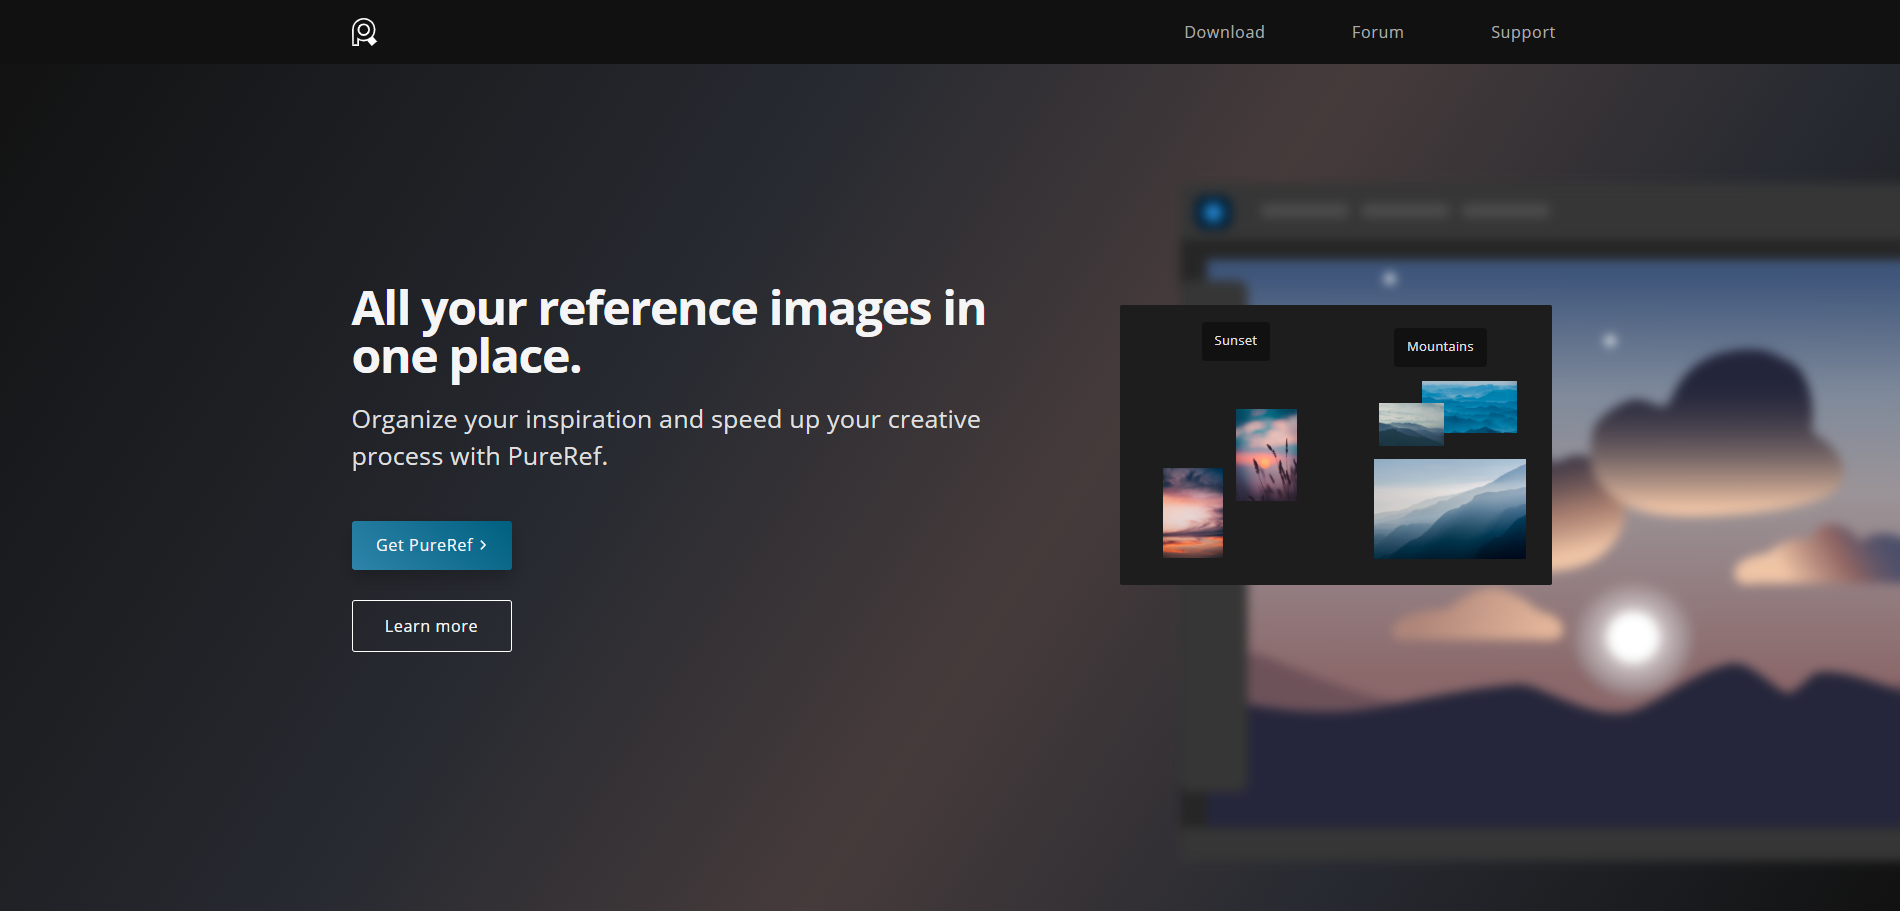 Download Forum Support
All your reference images in
one place.
Organize your inspiration and speed up your creative
process with PureRef.
Get PureRef
Learn more
Sunset
Mountains